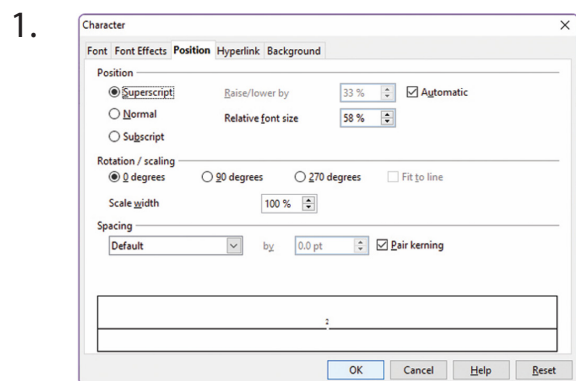 1.
Character
Font Font Effects Position Hyperlink Background
Position
Superscript Raise/lower by 33 % Automatic
Normal Relative font size 58 %
Subscript
Rotation / scaling
0 degrees 90 degrees 270 degrees Fit to line
Scale width 100 %
Spacing
Default by 0.0 pt Pair kerning
2
OK Cancel Help Reset